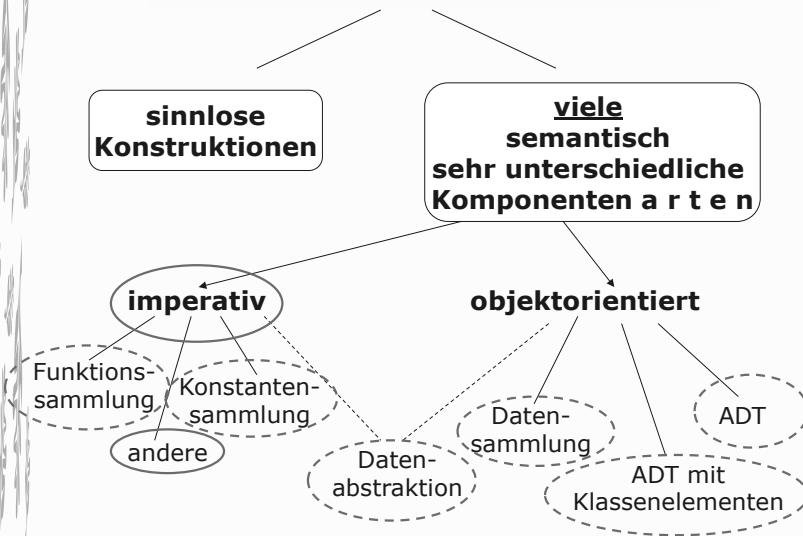 sinnlose
Konstruktionen
viele
semantisch
sehr unterschiedliche
Komponenten a r t e n
imperativ
objektorientiert
Funktions-
sammlung
Konstanten-
sammlung
andere
Daten-
abstraktion
Daten-
sammlung
ADT
ADT mit
Klassenelementen